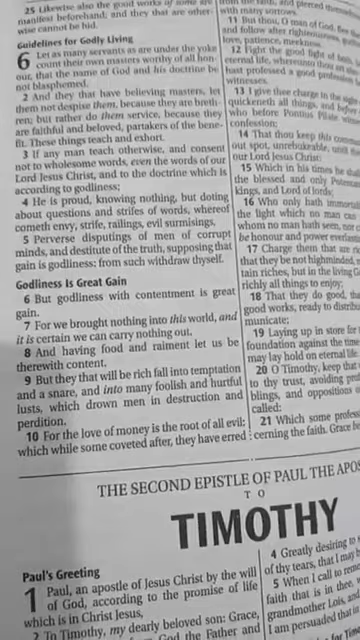 25 Likewise also the good works of some are
manifest beforehand; and they that are other-
wise cannot be hid.
Guidelines for Godly Living
6 Let as many servants as are under the yoke
count their own masters worthy of all hon-
our, that the name of God and his doctrine be
not blasphemed.
2 And they that have believing masters, let
them not despise them, because they are breth-
ren; but rather do them service, because they
are faithful and beloved, partakers of the bene-
fit. These things teach and exhort.
3 If any man teach otherwise, and consent
not to wholesome words, even the words of our
Lord Jesus Christ, and to the doctrine which is
according to godliness;
4 He is proud, knowing nothing, but doting
about questions and strifes of words, whereof
cometh envy, strife, railings, evil surmisings,
5 Perverse disputings of men of corrupt
minds, and destitute of the truth, supposing that
gain is godliness: from such withdraw thyself.
Godliness Is Great Gain
6 But godliness with contentment is great
gain.
7 For we brought nothing into this world, and
it is certain we can carry nothing out.
8 And having food and raiment let us be
therewith content.
9 But they that will be rich fall into temptation
and a snare, and into many foolish and hurtful
lusts, which drown men in destruction and
perdition.
10 For the love of money is the root of all evil:
which while some coveted after, they have erred
from the faith, and pierced
with many sorrows.
11 But thou, O man of God, flee
and follow after righteousness,
love, patience, meekness.
12 Fight the good fight of faith,
eternal life, whereunto thou art
hast professed a good profession
witnesses.
13 I give thee charge in the sight
quickeneth all things, and before
who before Pontius Pilate
confession;
14 That thou keep this
out spot, unrebukeable, until the
our Lord Jesus Christ:
15 Which in his times he shall
the blessed and only Potentate
kings, and Lord of lords;
16 Who only hath immortality
the light which no man can
whom no man hath seen, nor
be honour and power everlasting
17 Charge them that are rich
that they be not highminded,
tain riches, but in the living
richly all things to enjoy;
18 That they do good,
good works, ready to distribute
municate;
19 Laying up in store for
foundation against the time
may lay hold on eternal life
20 O Timothy, keep that
to thy trust, avoiding
blings, and oppositions
called:
21 Which some
cerning the faith. Grace be
THE SECOND EPISTLE OF PAUL THE
TO
TIMOTHY
Paul's Greeting
1 Paul, an apostle of Jesus Christ by the will
of God, according to the promise of life
which is in Christ Jesus,
2 To Timothy, my dearly beloved son: Grace,
God the Father and
4 Greatly desiring to
of thy tears, that I may
5 When I call to
faith that is in thee,
grandmother Lois, and
I am persuaded that